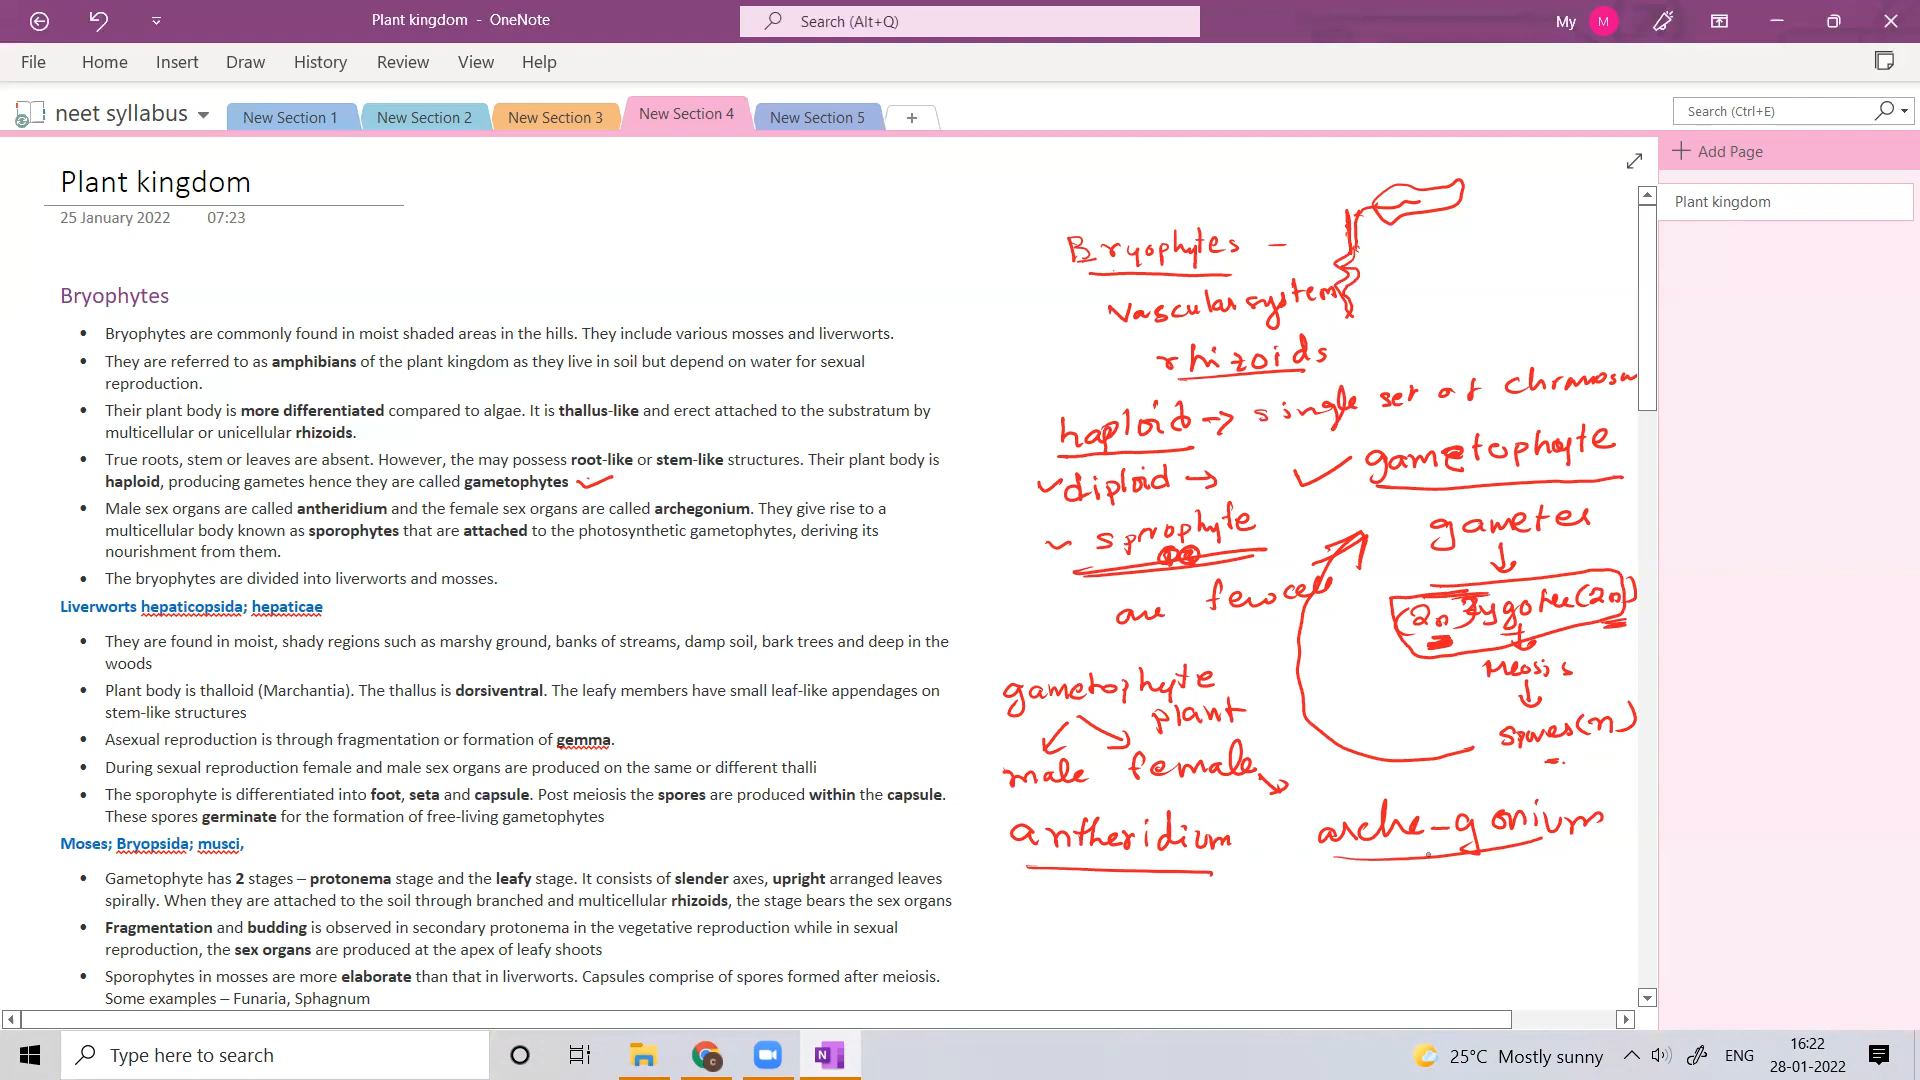 Plant kingdom - OneNote
Search (Alt+Q)
My M
File Home Insert Draw History Review View Help
neet syllabus
New Section 1 New Section 2 New Section 3 New Section 4 New Section 5 +
Search (Ctrl+E)
Add Page
Plant kingdom
Plant kingdom
25 January 2022 07:23
Bryophytes
Bryophytes are commonly found in moist shaded areas in the hills. They include various mosses and liverworts.
They are referred to as amphibians of the plant kingdom as they live in soil but depend on water for sexual
reproduction.
Their plant body is more differentiated compared to algae. It is thallus-like and erect attached to the substratum by
multicellular or unicellular rhizoids.
True roots, stem or leaves are absent. However, the may possess root-like or stem-like structures. Their plant body is
haploid, producing gametes hence they are called gametophytes
Male sex organs are called antheridium and the female sex organs are called archegonium. They give rise to a
multicellular body known as sporophytes that are attached to the photosynthetic gametophytes, deriving its
nourishment from them.
The bryophytes are divided into liverworts and mosses.
Liverworts hepaticopsida; hepaticae
They are found in moist, shady regions such as marshy ground, banks of streams, damp soil, bark trees and deep in the
woods
Plant body is thalloid (Marchantia). The thallus is dorsiventral. The leafy members have small leaf-like appendages on
stem-like structures
Asexual reproduction is through fragmentation or formation of gemma.
During sexual reproduction female and male sex organs are produced on the same or different thalli
The sporophyte is differentiated into foot, seta and capsule. Post meiosis the spores are produced within the capsule.
These spores germinate for the formation of free-living gametophytes
Moses; Bryopsida; musci,
Gametophyte has 2 stages – protonema stage and the leafy stage. It consists of slender axes, upright arranged leaves
spirally. When they are attached to the soil through branched and multicellular rhizoids, the stage bears the sex organs
Fragmentation and budding is observed in secondary protonema in the vegetative reproduction while in sexual
reproduction, the sex organs are produced at the apex of leafy shoots
Sporophytes in mosses are more elaborate than that in liverworts. Capsules comprise of spores formed after meiosis.
Some examples – Funaria, Sphagnum
Bryophytes -
Vascular system
rhizoids
haploid → single set of chrmosom
diploid →
gametophyte
sprophyte
gametes
are
(2n) zygote (2n)
Meosis
spores (n)
gametophyte
plant
male female
antheridium arche-gonium
Type here to search
25°C Mostly sunny
ENG
16:22
28-01-2022